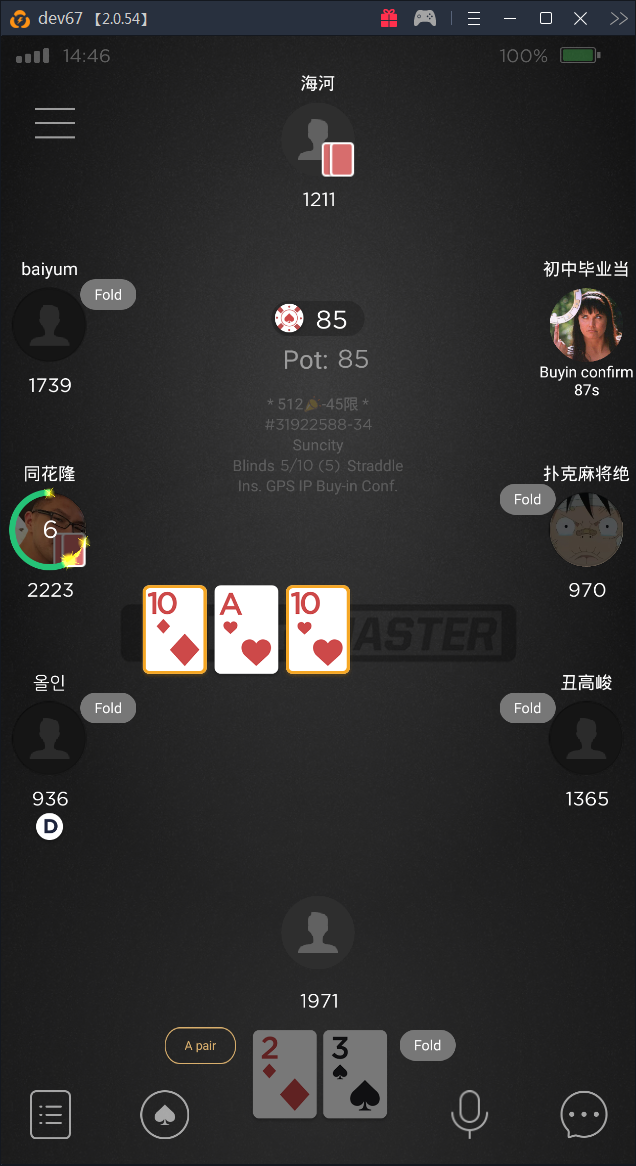 dev67 【2.0.54】
14:46
100%
海河
1211
baiyum
Fold
1739
初中毕业当
Buyin confirm
87s
85
Pot: 85
* 512 -45限 *
#31922588-34
Suncity
Blinds 5/10 (5) Straddle
Ins. GPS IP Buy-in Conf.
同花隆
6
2223
扑克麻将绝
Fold
970
10
A
10
ASTER
올인
Fold
936
D
丑高峻
Fold
1365
1971
A pair
2
3
Fold